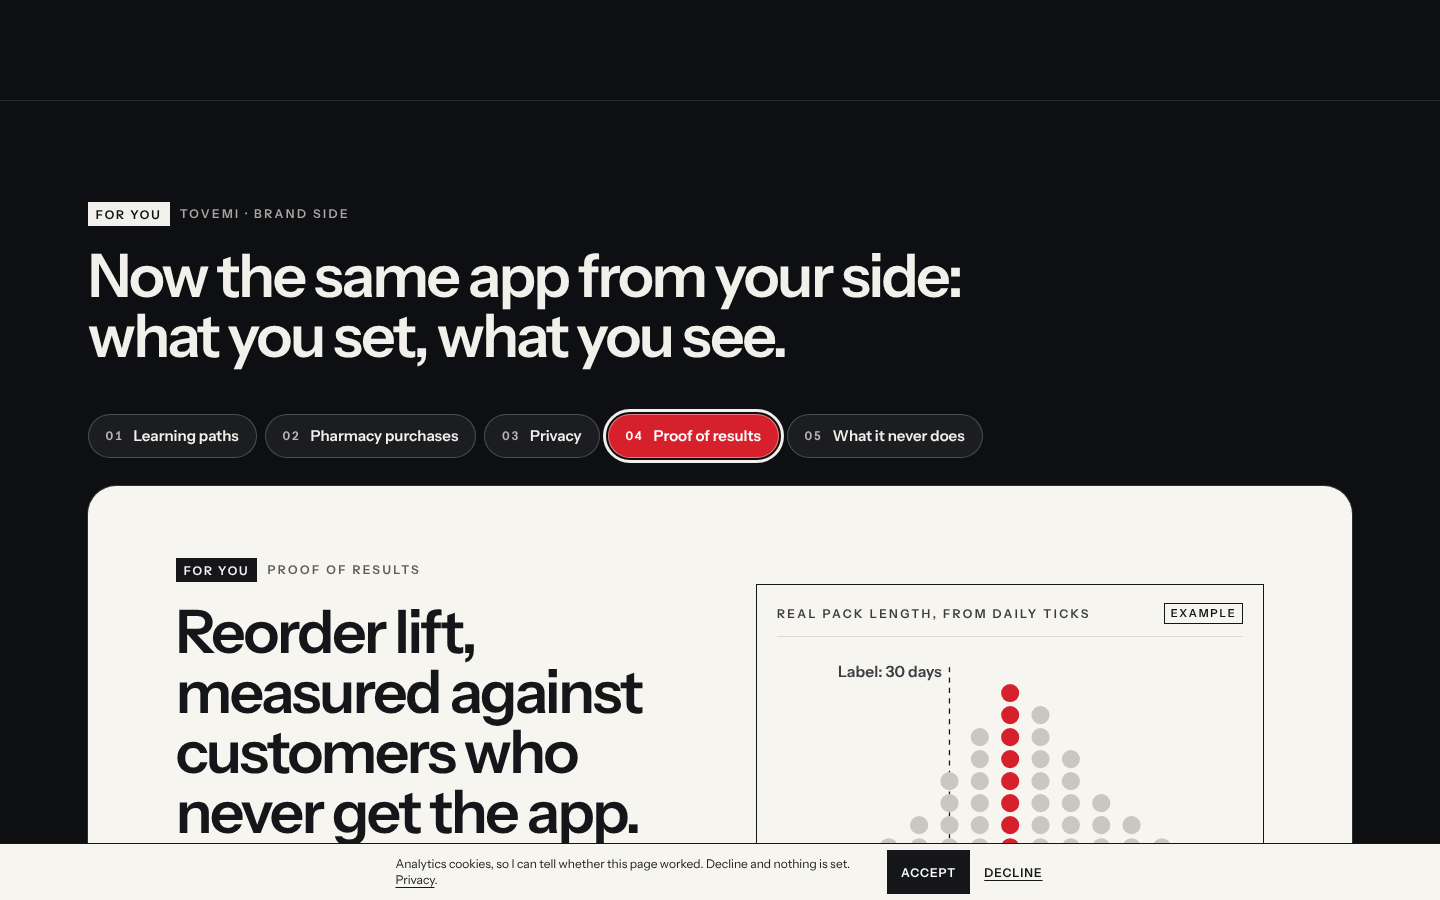 FOR YOU TOVEMI · BRAND SIDE
Now the same app from your side:
what you set, what you see.
01 Learning paths
02 Pharmacy purchases
03 Privacy
04 Proof of results
05 What it never does
FOR YOU PROOF OF RESULTS
Reorder lift,
measured against
customers who
never get the app.
REAL PACK LENGTH, FROM DAILY TICKS
EXAMPLE
Label: 30 days
Analytics cookies, so I can tell whether this page worked. Decline and nothing is set.
Privacy.
ACCEPT
DECLINE